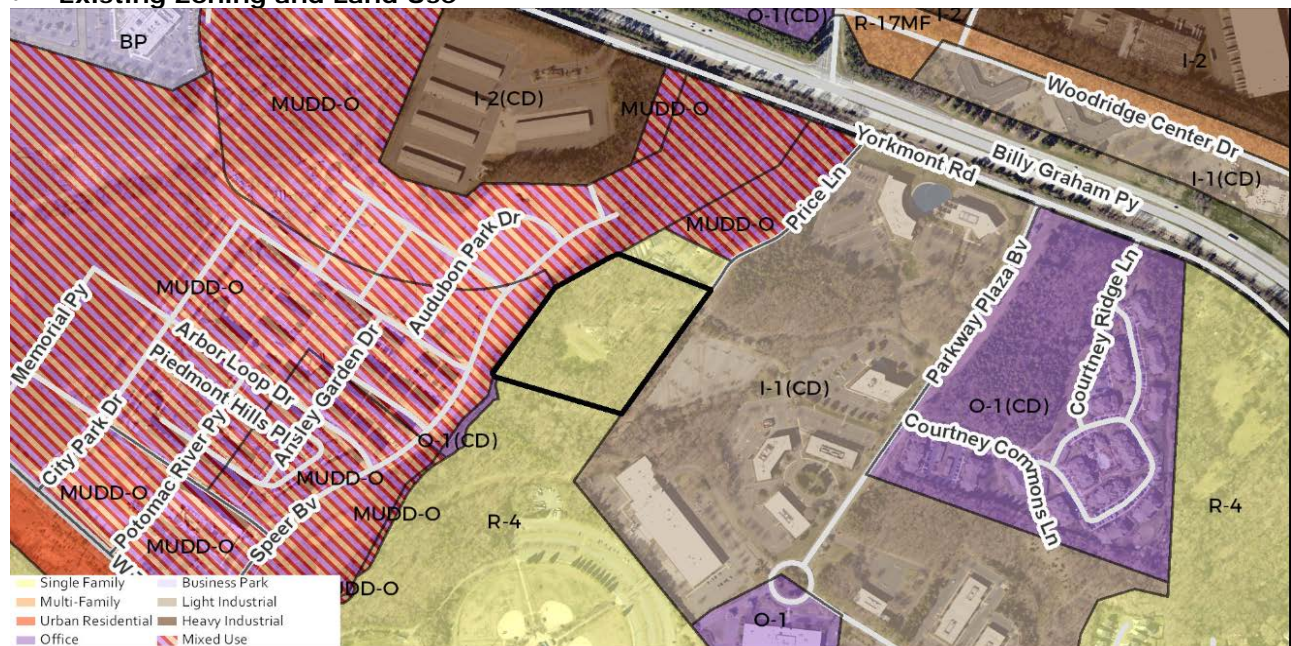 Existing Zoning and Land Use
BP
O-1(CD)
R-17MF
I-2
I-2
MUDD-O
I-2(CD)
MUDD-O
Woodridge Center Dr
Yorkmont Rd
Billy Graham Py
I-1(CD)
Price Ln
MUDD-O
Audubon Park Dr
MUDD-O
Memorial Py
Arbor Loop Dr
Piedmont Hills Pl
Ansley Garden Dr
City Park Dr
Potomac River Py
O-1(CD)
MUDD-O
MUDD-O
MUDD-O
MUDD-O
Speer Bv
R-4
I-1(CD)
Parkway Plaza Bv
Courtney Ridge Ln
O-1(CD)
Courtney Commons Ln
R-4
O-1
W.
MUDD-O
Single Family
Multi-Family
Urban Residential
Office
Business Park
Light Industrial
Heavy Industrial
Mixed Use